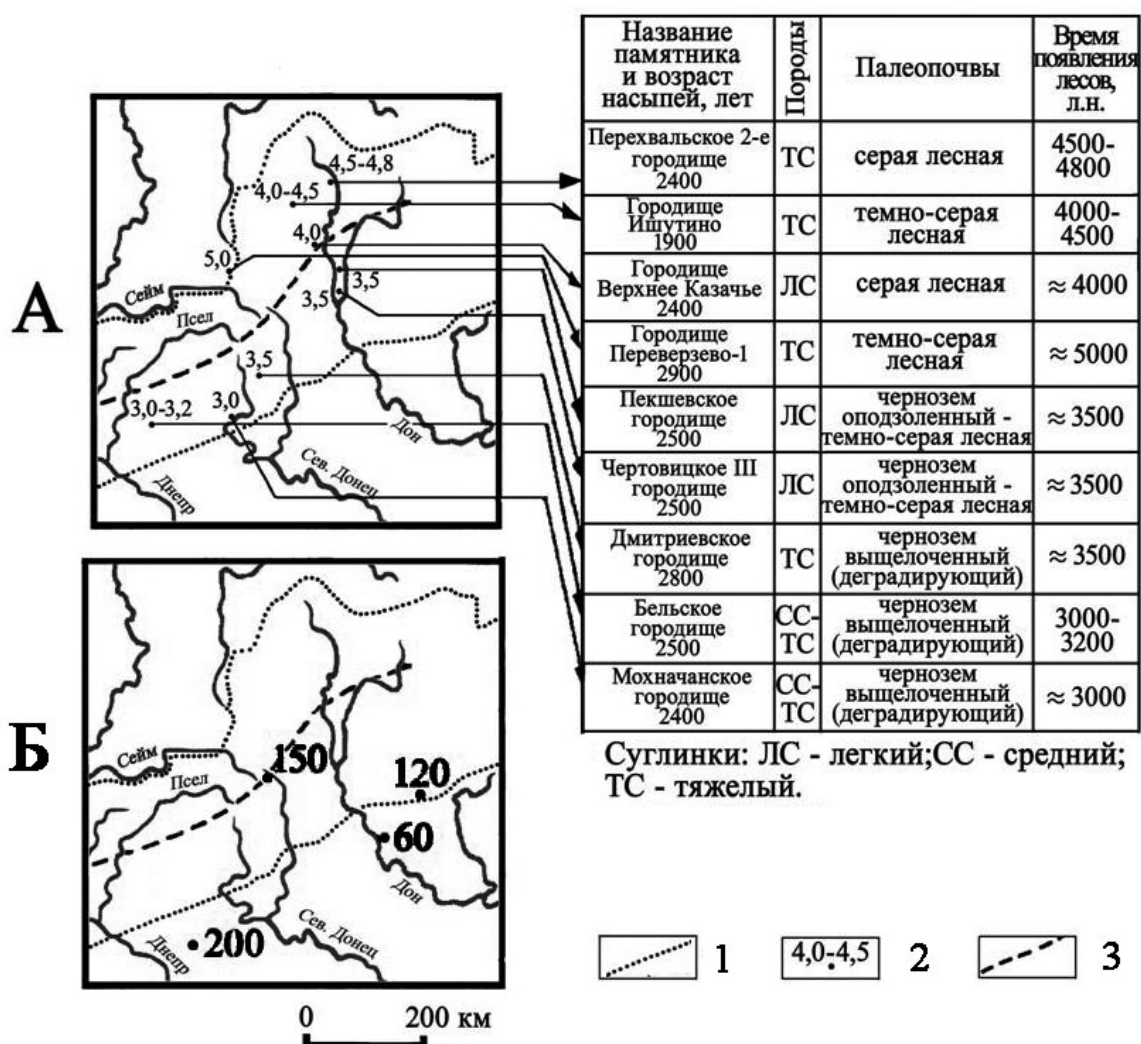 А
4,5-4,8
4,0-4,5
4,0
5,0
3,5
3,5
Сейм
Псел
3,5
3,0-3,2
3,0
Дон
Сев. Донец
Днепр
Название
памятника
и возраст
насыпей, лет
Породы
Палеопочвы
Время
появления
лесов,
л.н.
Перехвальское 2-е
городище
2400
ТС
серая лесная
4500-
4800
Городище
Ишутино
1900
ТС
темно-серая
лесная
4000-
4500
Городище
Верхнее Казачье
2400
ЛС
серая лесная
≈ 4000
Городище
Переверзево-1
2900
ТС
темно-серая
лесная
≈ 5000
Пекшевское
городище
2500
ЛС
чернозем
оподзоленный -
темно-серая лесная
≈ 3500
Чертовицкое III
городище
2500
ЛС
чернозем
оподзоленный -
темно-серая лесная
≈ 3500
Дмитриевское
городище
2800
ТС
чернозем
выщелоченный
(деградирующий)
≈ 3500
Бельское
городище
2500
СС-
ТС
чернозем
выщелоченный
(деградирующий)
3000-
3200
Мохначанское
городище
2400
СС-
ТС
чернозем
выщелоченный
(деградирующий)
≈ 3000
Суглинки: ЛС - легкий;СС - средний;
ТС - тяжелый.
Б
Сейм
Псел
150
120
60
Дон
Сев. Донец
Днепр
200
0 200 км
1
4,0-4,5
2
3